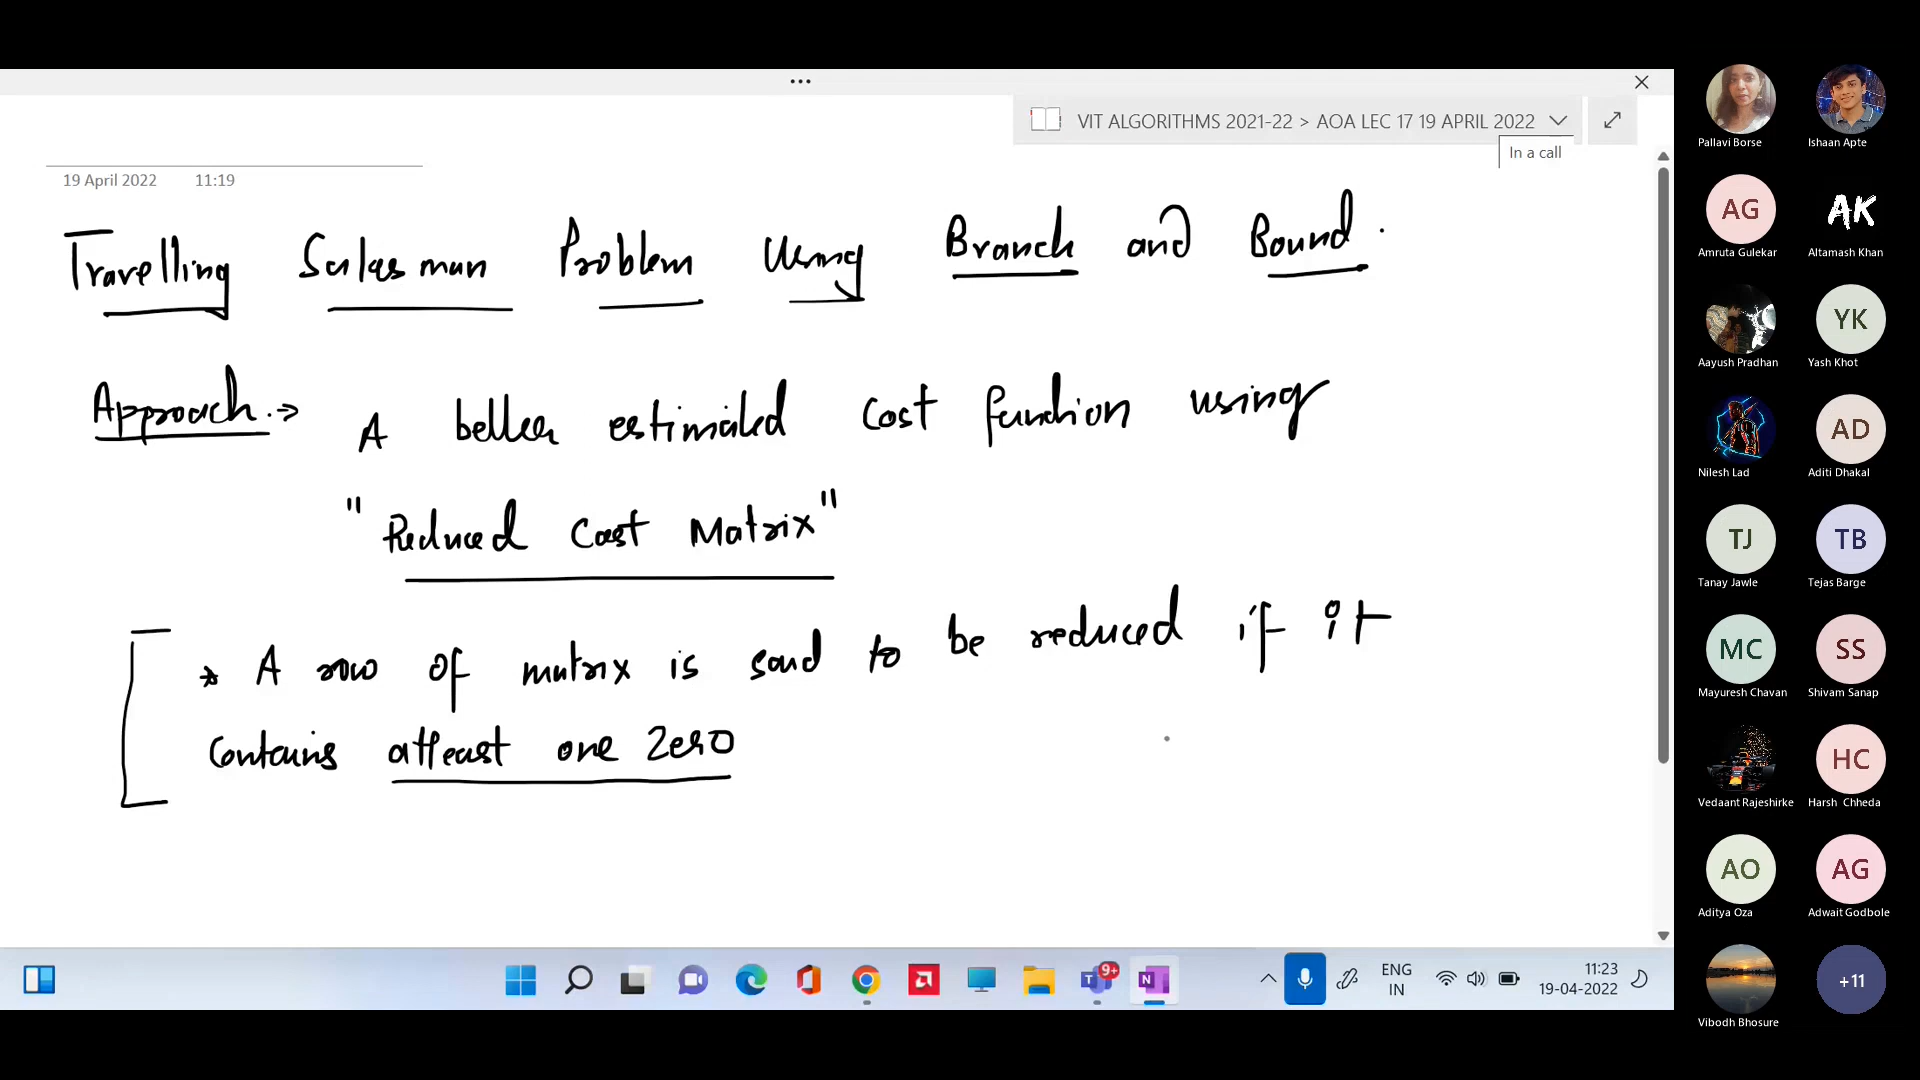 VIT ALGORITHMS 2021-22 > AOA LEC 17 19 APRIL 2022
In a call
19 April 2022 11:19
Travelling Salesman Problem Using Branch and Bound.
Approach :-> A better estimated cost function using
"Reduced Cost Matrix"
* A row of matrix is said to be reduced if it
contains atleast one zero
Pallavi Borse
Ishaan Apte
AG
Amruta Gulekar
AK
Altamash Khan
Aayush Pradhan
YK
Yash Khot
Nilesh Lad
AD
Aditi Dhakal
TJ
Tanay Jawle
TB
Tejas Barge
MC
Mayuresh Chavan
SS
Shivam Sanap
Vedaant Rajeshirke
HC
Harsh Chheda
AO
Aditya Oza
AG
Adwait Godbole
Vibodh Bhosure
+11
9+
ENG
IN
11:23
19-04-2022